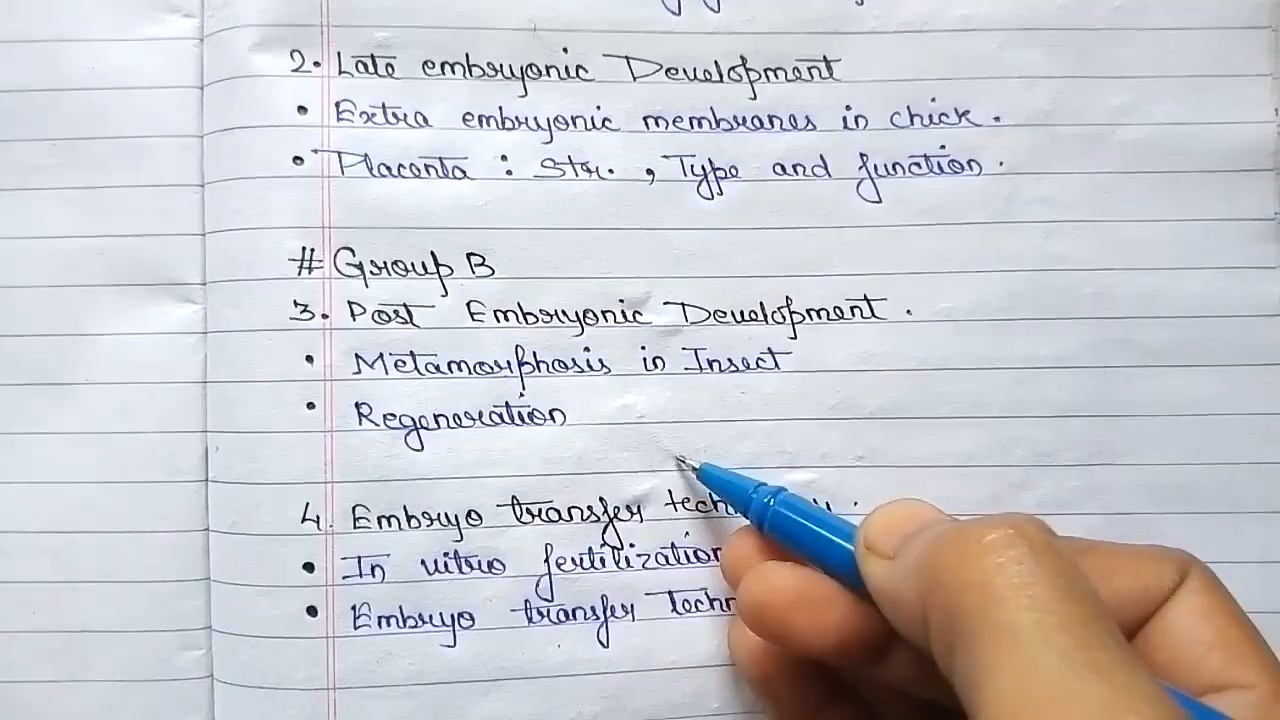 2. Late embryonic Development
• Extra embryonic membranes in chick.
• Placenta : Str. , Type and function.
# Group B
3. Post Embryonic Development.
• Metamorphosis in Insect
• Regeneration
4. Embryo transfer
• In vitro fertilization
• Embryo transfer